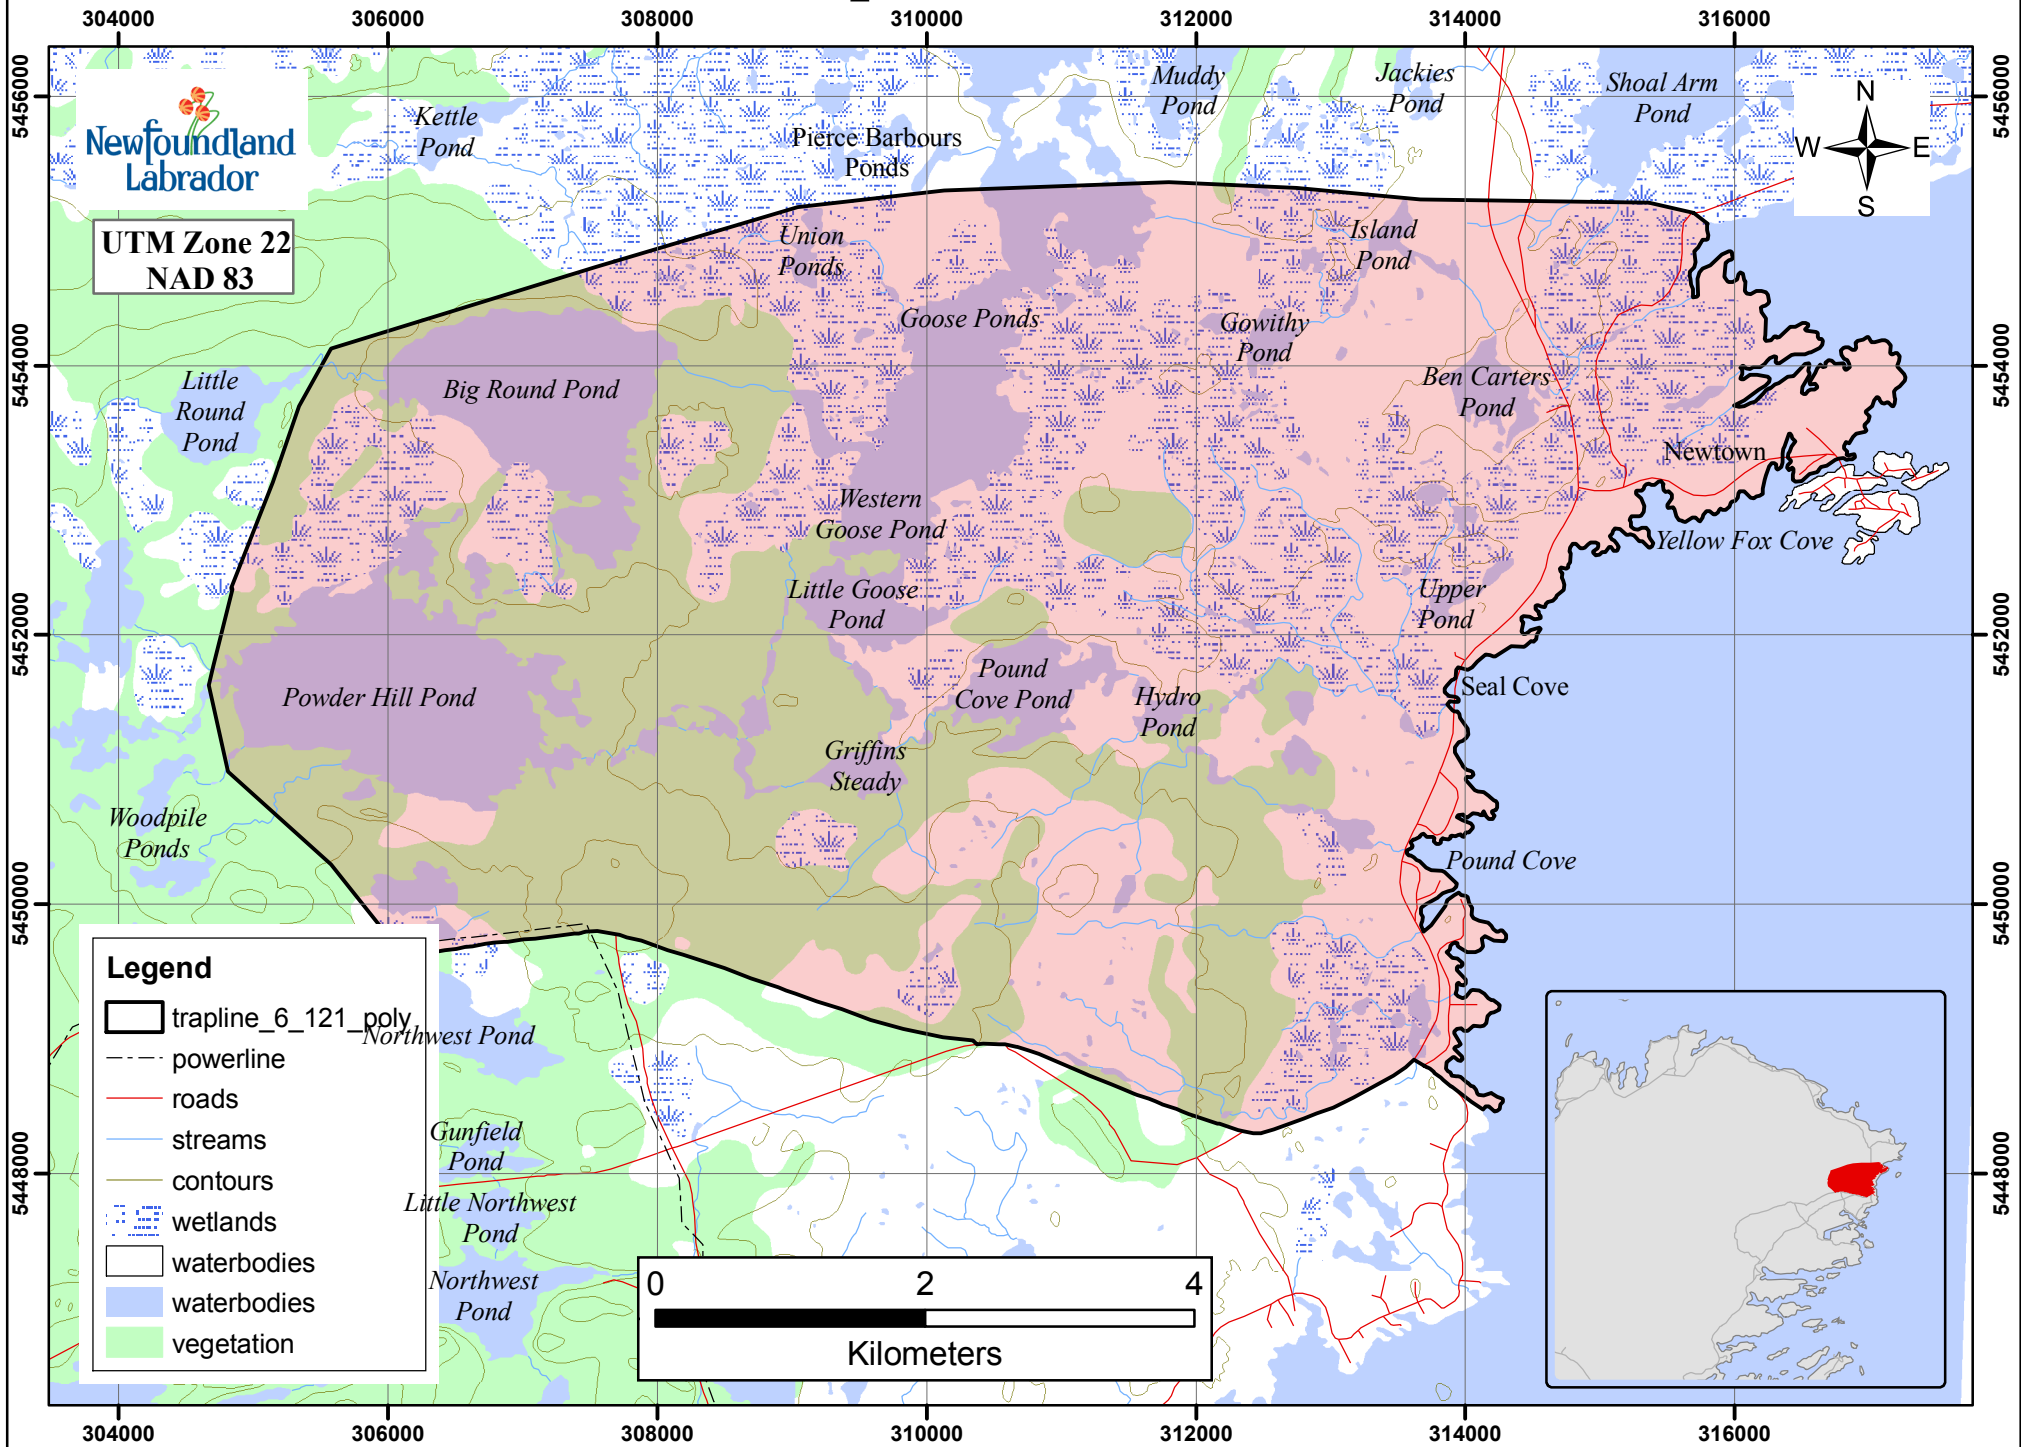 304000
306000
308000
310000
312000
314000
316000
5456000
5454000
5452000
5450000
5448000
5456000
5454000
5452000
5450000
5448000
Newfoundland
Labrador
UTM Zone 22
NAD 83
Kettle
Pond
Pierce Barbours
Ponds
Muddy
Pond
Jackies
Pond
Shoal Arm
Pond
N
W
E
S
Union
Ponds
Island
Pond
Goose Ponds
Gowithy
Pond
Little
Round
Pond
Big Round Pond
Ben Carters
Pond
Newtown
Western
Goose Pond
Yellow Fox Cove
Little Goose
Pond
Upper
Pond
Powder Hill Pond
Pound
Cove Pond
Hydro
Pond
Seal Cove
Griffins
Steady
Woodpile
Ponds
Pound Cove
Legend
trapline_6_121_poly
powerline
roads
streams
contours
wetlands
waterbodies
waterbodies
vegetation
Northwest Pond
Gunfield
Pond
Little Northwest
Pond
Northwest
Pond
0
2
4
Kilometers
304000
306000
308000
310000
312000
314000
316000